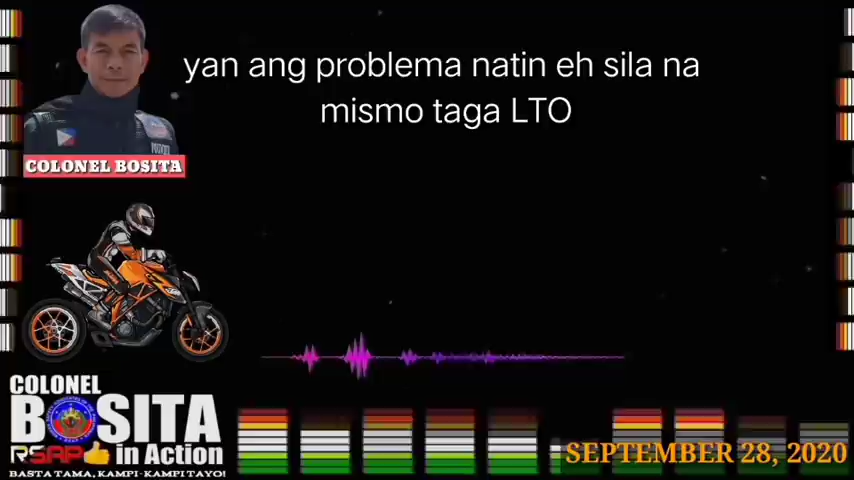 yan ang problema natin eh sila na
mismo taga LTO
COLONEL BOSITA
COLONEL
BOSITA
RSAP in Action
BASTA TAMA, KAMPI-KAMPI TAYO!
SEPTEMBER 28, 2020